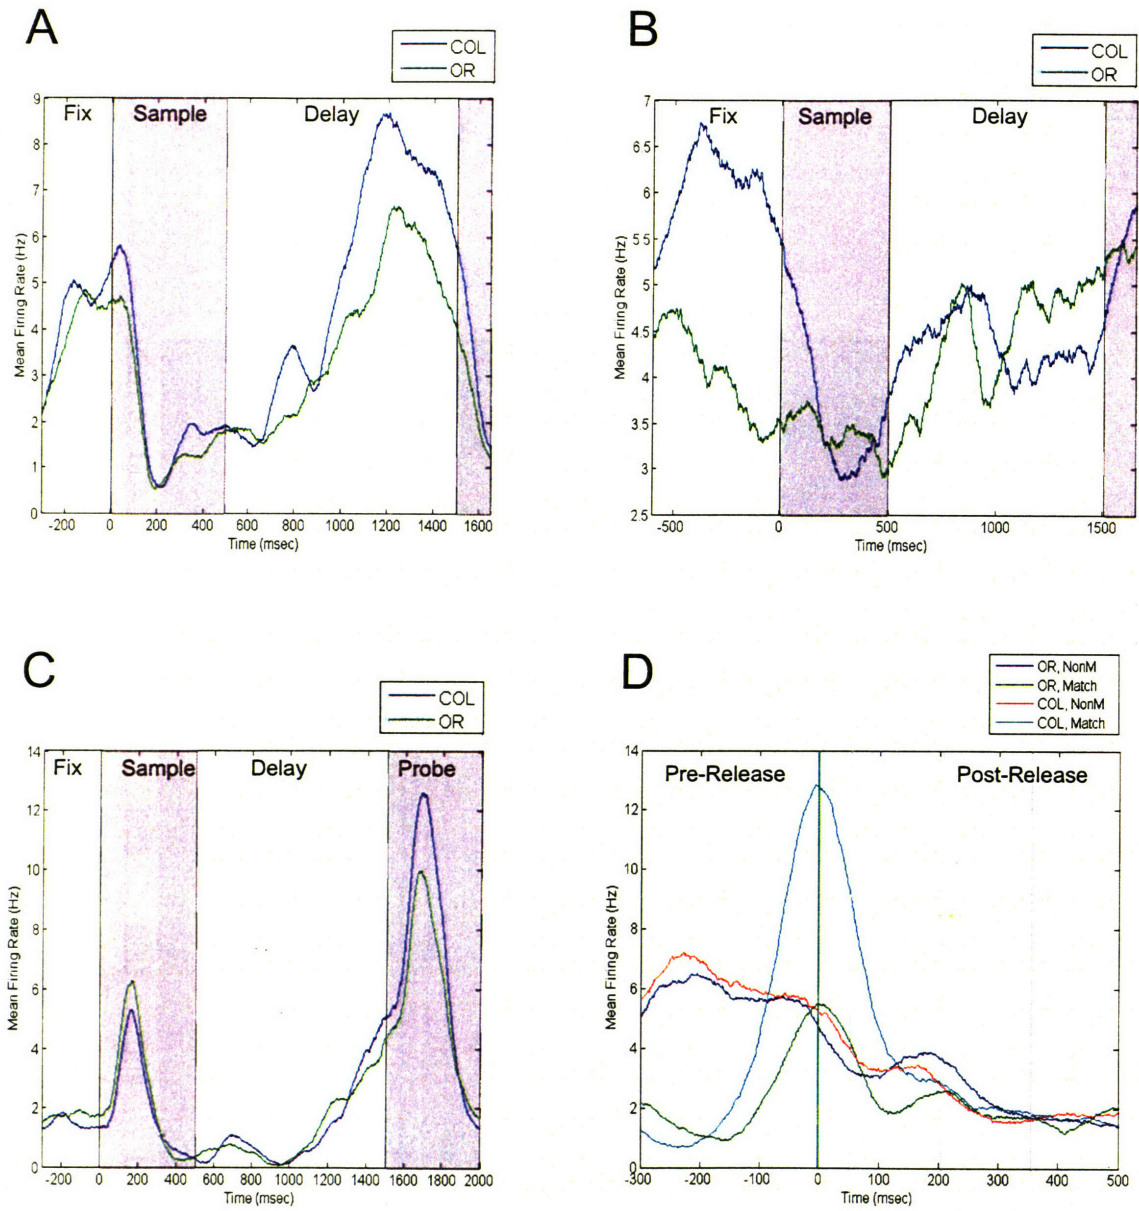 A
COL
OR
Fix
Sample
Delay
9
8
7
6
5
4
3
2
1
0
Mean Firing Rate (Hz)
-200
0
200
400
600
800
1000
1200
1400
1600
Time (msec)
B
COL
OR
Fix
Sample
Delay
7
6.5
6
5.5
5
4.5
4
3.5
3
2.5
Mean Firing Rate (Hz)
-500
0
500
1000
1500
Time (msec)
C
COL
OR
Fix
Sample
Delay
Probe
14
12
10
8
6
4
2
0
Mean Firing Rate (Hz)
-200
0
200
400
600
800
1000
1200
1400
1600
1800
2000
Time (msec)
D
OR, NonM
OR, Match
COL, NonM
COL, Match
Pre-Release
Post-Release
14
12
10
8
6
4
2
0
Mean Firing Rate (Hz)
-300
-200
-100
0
100
200
300
400
500
Time (msec)